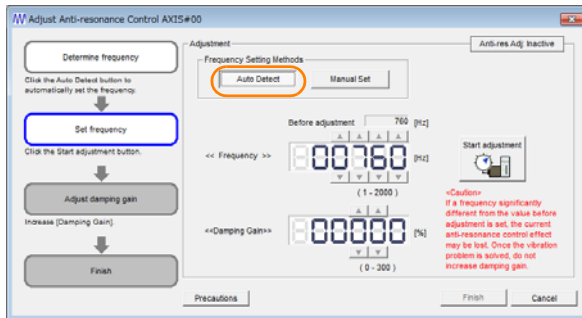 Adjust Anti-resonance Control AXIS#00
Determine frequency
Click the Auto Detect button to
automatically set the frequency.
Set frequency
Click the Start adjustment button.
Adjust damping gain
Increase [Damping Gain].
Finish
Adjustment
Anti-res Adj: Inactive
Frequency Setting Methods
Auto Detect
Manual Set
Before adjustment 760 [Hz]
<< Frequency >> 00760 [Hz]
(1 - 2000 )
<<Damping Gain>> 00000 [%]
(0 - 300 )
Start adjustment
<Caution>
If a frequency significantly
different from the value before
adjustment is set, the current
anti-resonance control effect
may be lost. Once the vibration
problem is solved, do not
increase damping gain.
Precautions
Finish
Cancel